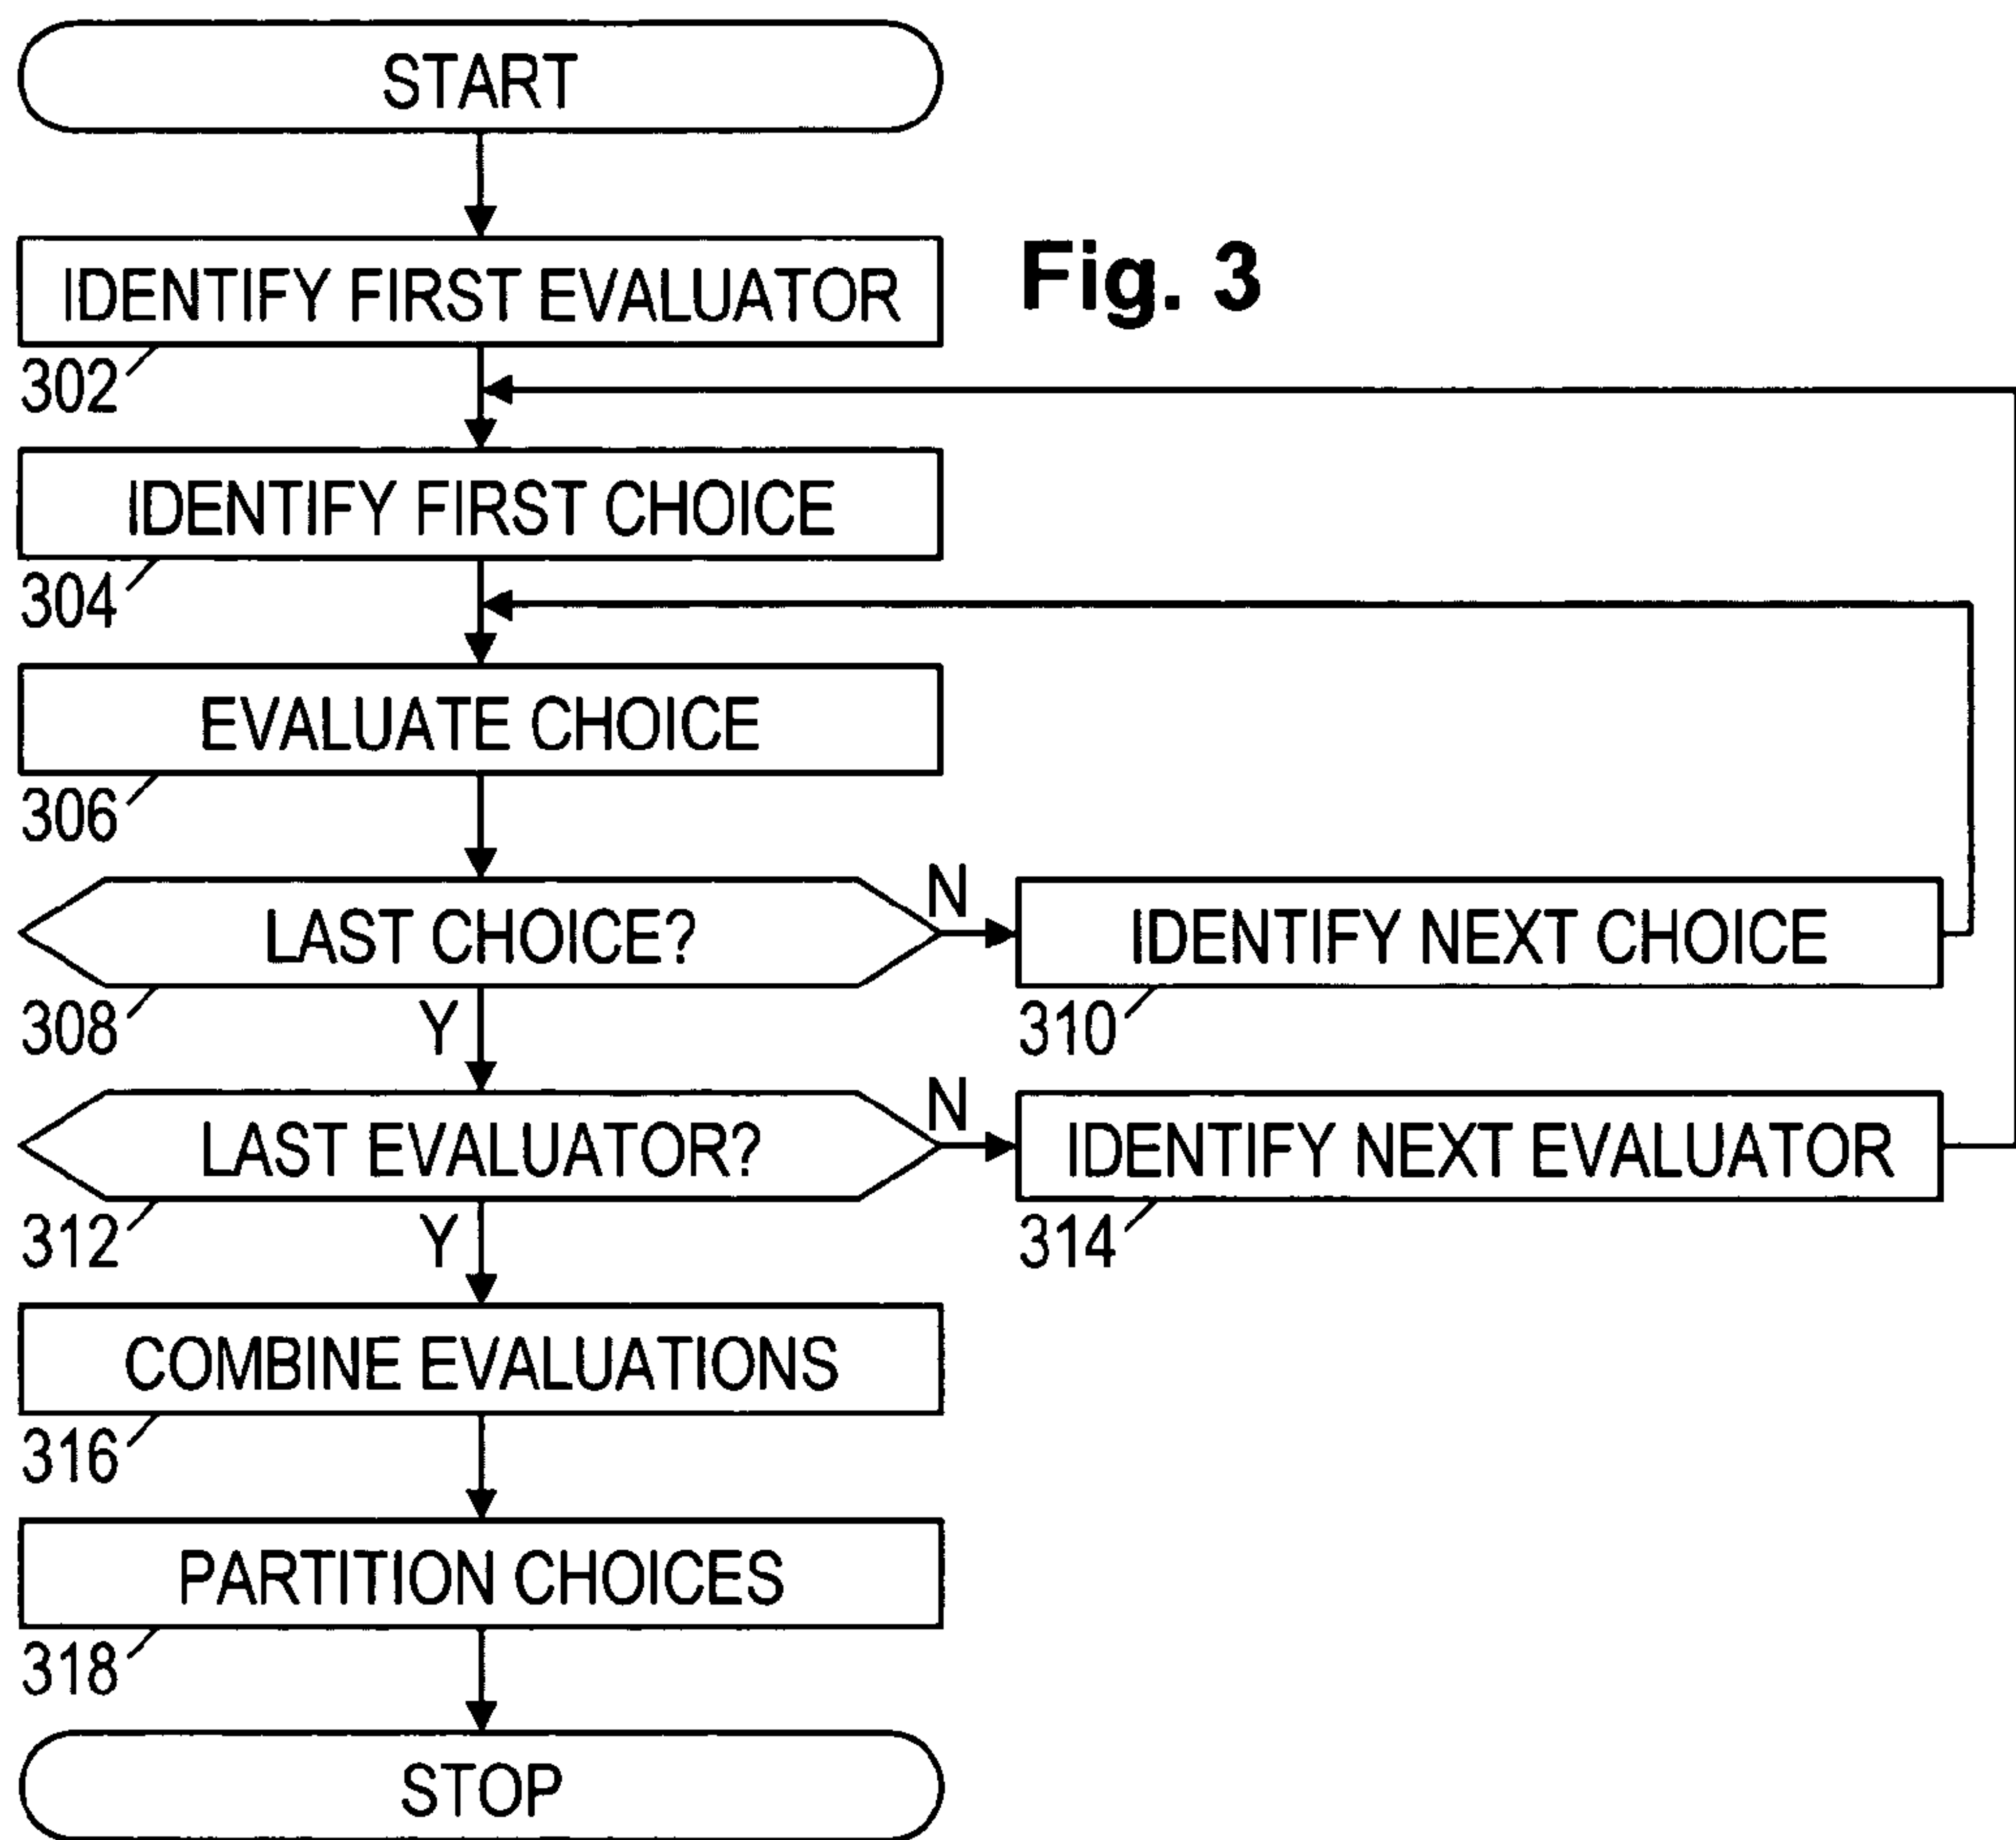 START
IDENTIFY FIRST EVALUATOR
Fig. 3
302
IDENTIFY FIRST CHOICE
304
EVALUATE CHOICE
306
LAST CHOICE?
N
IDENTIFY NEXT CHOICE
308
Y
310
LAST EVALUATOR?
N
IDENTIFY NEXT EVALUATOR
312
Y
314
COMBINE EVALUATIONS
316
PARTITION CHOICES
318
STOP